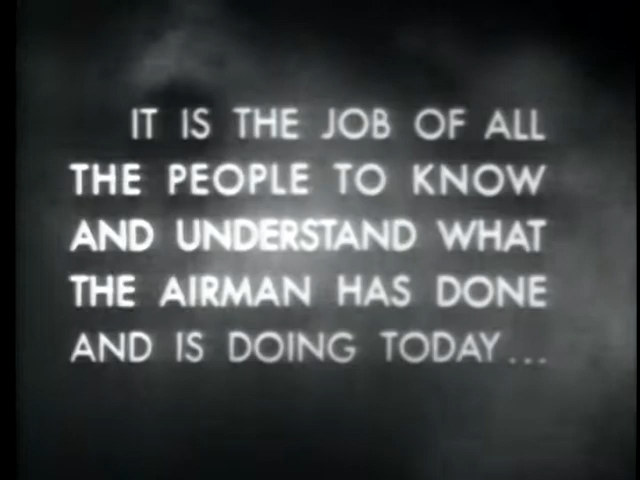 IT IS THE JOB OF ALL
THE PEOPLE TO KNOW
AND UNDERSTAND WHAT
THE AIRMAN HAS DONE
AND IS DOING TODAY...